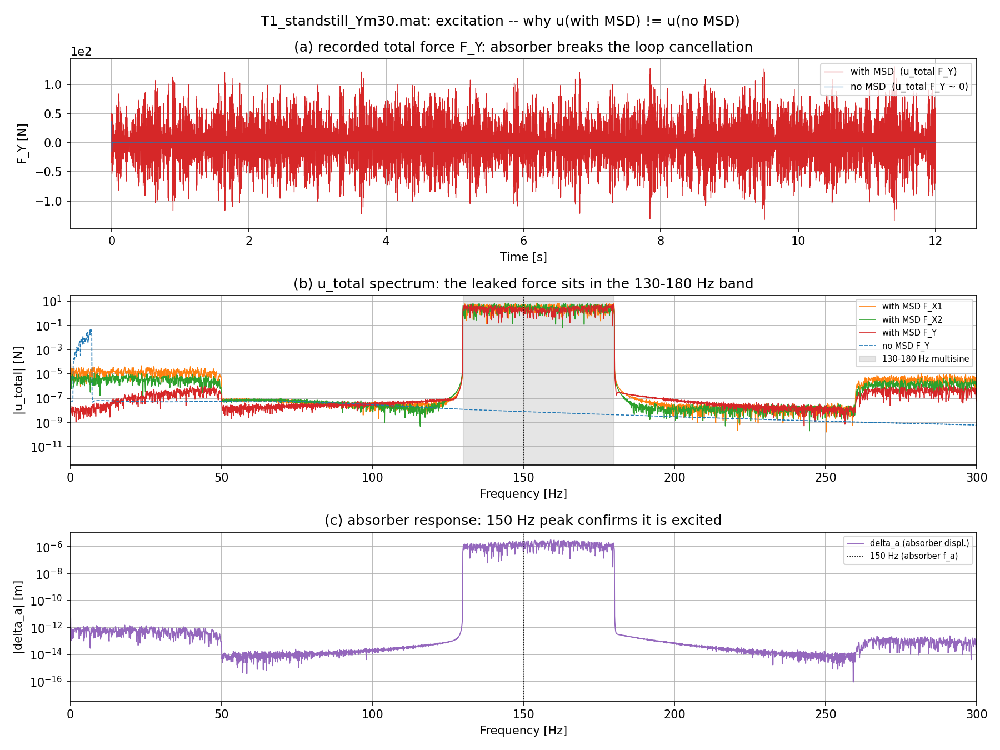 T1_standstill_Ym30.mat: excitation -- why u(with MSD) != u(no MSD)
(a) recorded total force F_Y: absorber breaks the loop cancellation
1e2
with MSD  (u_total F_Y)
no MSD  (u_total F_Y ~ 0)
F_Y [N]
1.0
0.5
0.0
−0.5
−1.0
0 2 4 6 8 10 12
Time [s]
(b) u_total spectrum: the leaked force sits in the 130-180 Hz band
with MSD F_X1
with MSD F_X2
with MSD F_Y
no MSD F_Y
130-180 Hz multisine
|u_total| [N]
10¹
10⁻¹
10⁻³
10⁻⁵
10⁻⁷
10⁻⁹
10⁻¹¹
0 50 100 150 200 250 300
Frequency [Hz]
(c) absorber response: 150 Hz peak confirms it is excited
delta_a (absorber displ.)
150 Hz (absorber f_a)
|delta_a| [m]
10⁻⁶
10⁻⁸
10⁻¹⁰
10⁻¹²
10⁻¹⁴
10⁻¹⁶
0 50 100 150 200 250 300
Frequency [Hz]